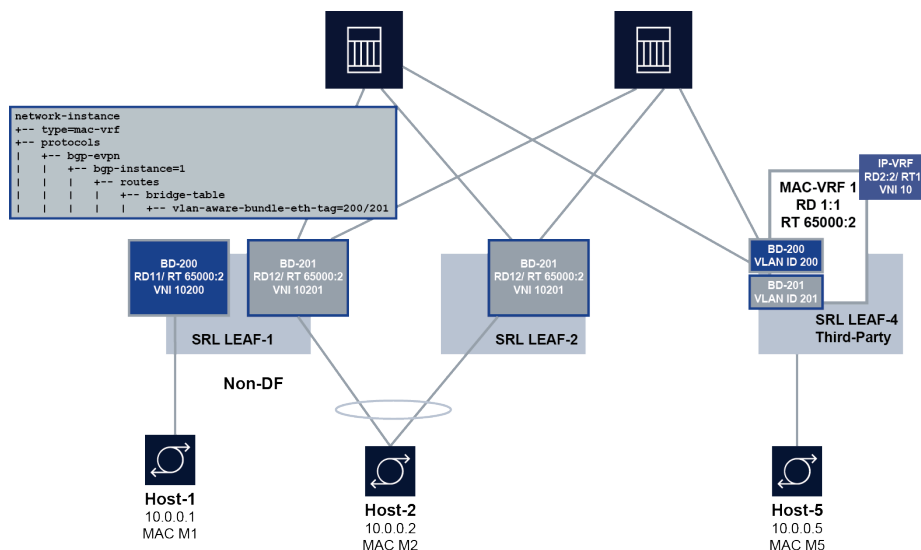 network-instance
+-- type=mac-vrf
+-- protocols
| +-- bgp-evpn
| | +-- bgp-instance=1
| | | +-- routes
| | | | +-- bridge-table
| | | | | +-- vlan-aware-bundle-eth-tag=200/201
IP-VRF
RD2:2/ RT1
VNI 10
MAC-VRF 1
RD 1:1
RT 65000:2
BD-200
VLAN ID 200
BD-201
VLAN ID 201
BD-200
RD11/ RT 65000:2
VNI 10200
BD-201
RD12/ RT 65000:2
VNI 10201
BD-201
RD12/ RT 65000:2
VNI 10201
SRL LEAF-1
SRL LEAF-2
SRL LEAF-4
Third-Party
Non-DF
Host-1
10.0.0.1
MAC M1
Host-2
10.0.0.2
MAC M2
Host-5
10.0.0.5
MAC M5